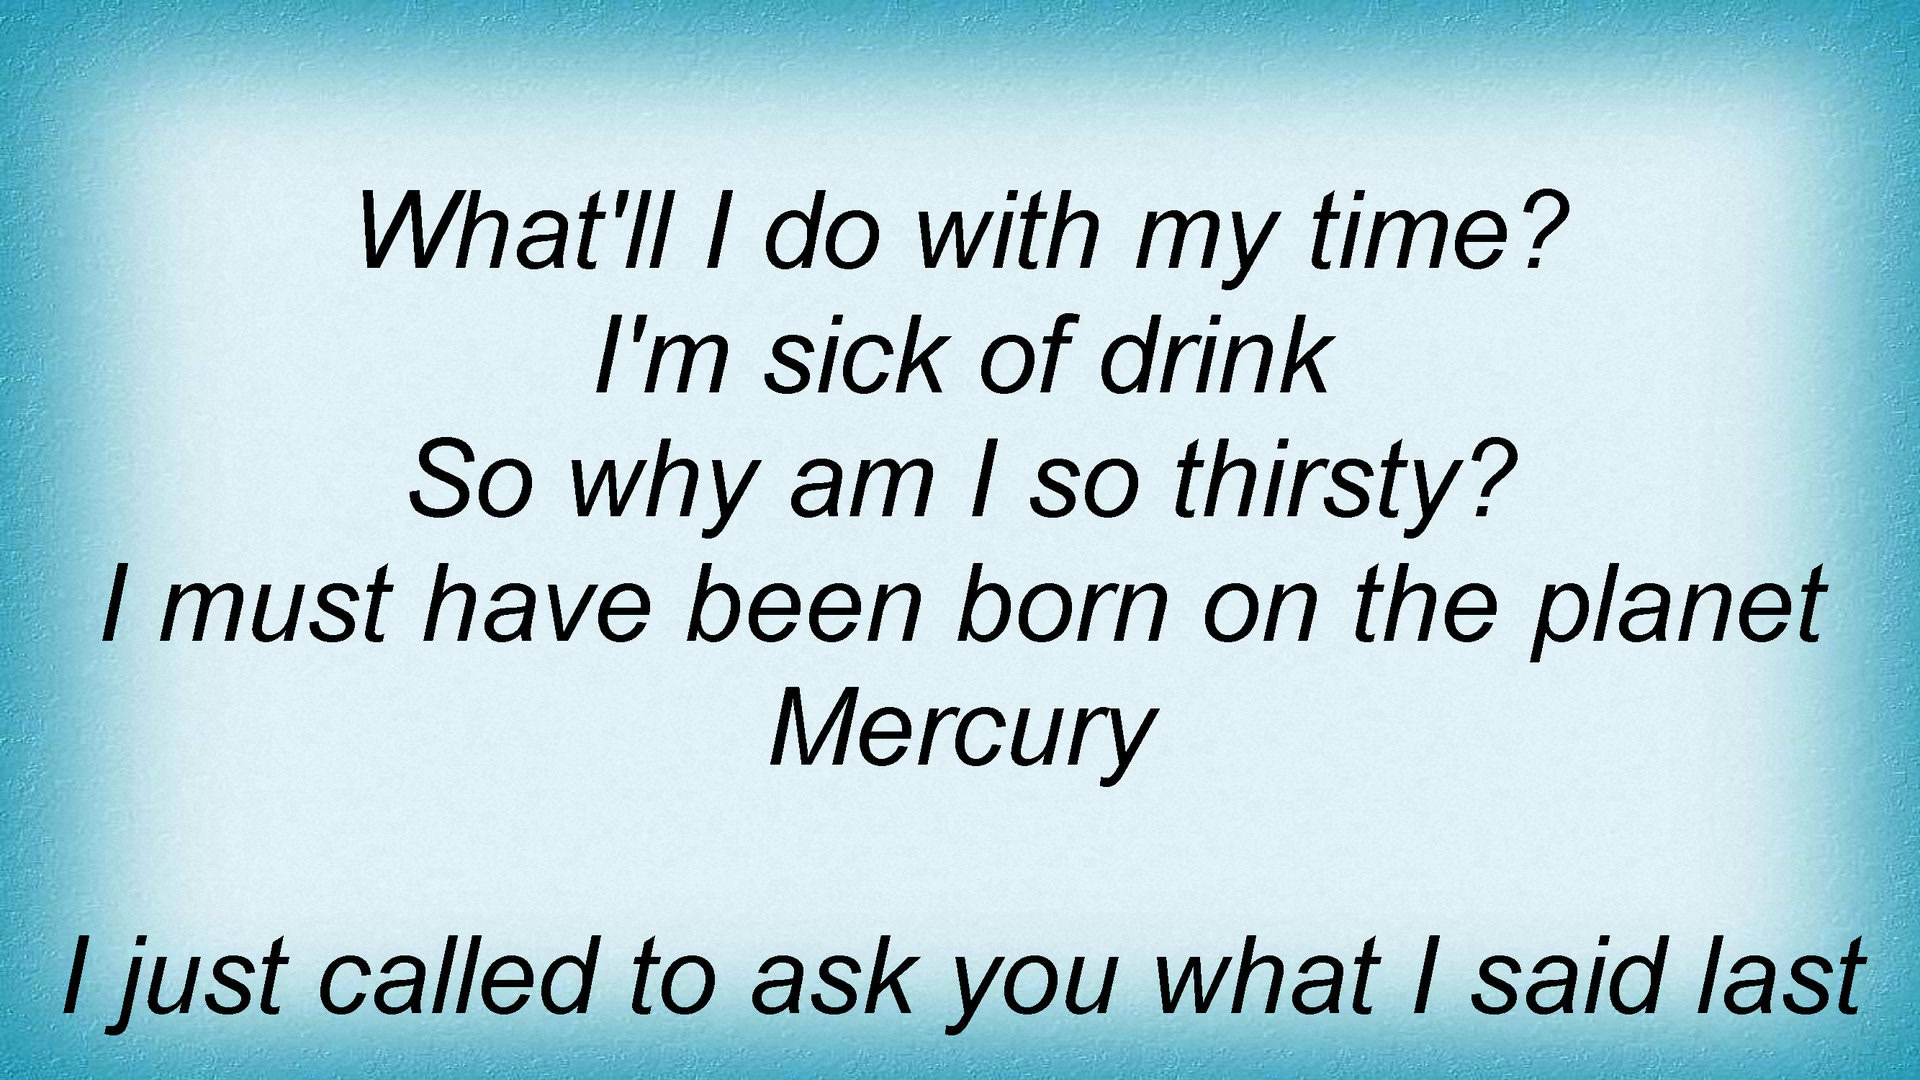 What'll I do with my time?
I'm sick of drink
So why am I so thirsty?
I must have been born on the planet
Mercury
I just called to ask you what I said last